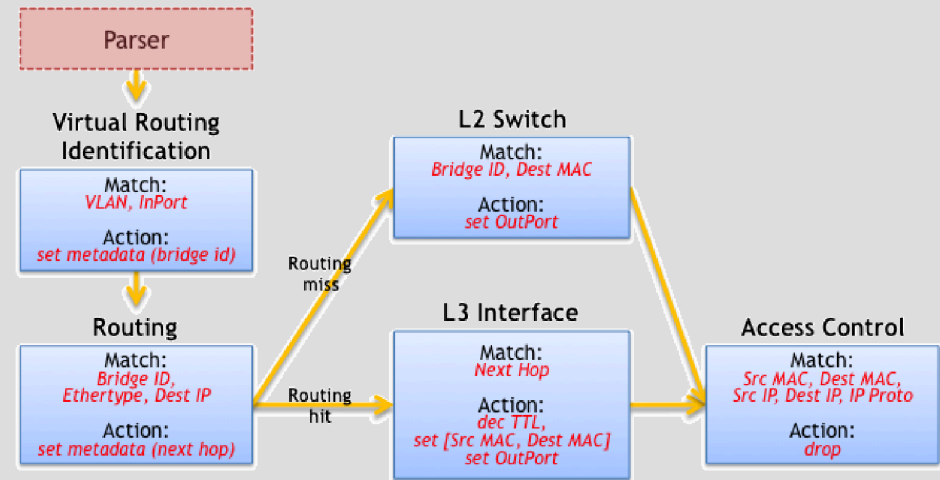 Parser
Virtual Routing
Identification
Match:
VLAN, InPort
Action:
set metadata (bridge id)
Routing
Match:
Bridge ID,
Ethertype, Dest IP
Action:
set metadata (next hop)
Routing
miss
Routing
hit
L2 Switch
Match:
Bridge ID, Dest MAC
Action:
set OutPort
L3 Interface
Match:
Next Hop
Action:
dec TTL,
set [Src MAC, Dest MAC]
set OutPort
Access Control
Match:
Src MAC, Dest MAC,
Src IP, Dest IP, IP Proto
Action:
drop